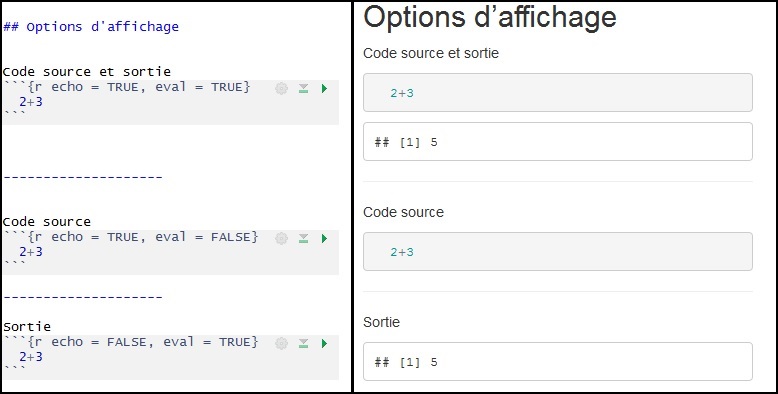 ## Options d'affichage
Code source et sortie
```{r echo = TRUE, eval = TRUE}
2+3
```
--------------------
Code source
```{r echo = TRUE, eval = FALSE}
2+3
```
--------------------
Sortie
```{r echo = FALSE, eval = TRUE}
2+3
```
Options d’affichage
Code source et sortie
2+3
## [1] 5
Code source
2+3
Sortie
## [1] 5